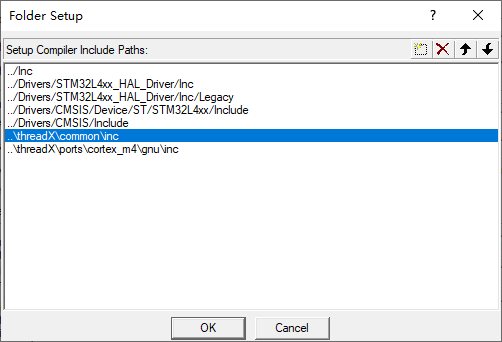 Folder Setup
?
Setup Compiler Include Paths:
../Inc
../Drivers/STM32L4xx_HAL_Driver/Inc
../Drivers/STM32L4xx_HAL_Driver/Inc/Legacy
../Drivers/CMSIS/Device/ST/STM32L4xx/Include
../Drivers/CMSIS/Include
..\threadX\common\inc
..\threadX\ports\cortex_m4\gnu\inc
OK
Cancel